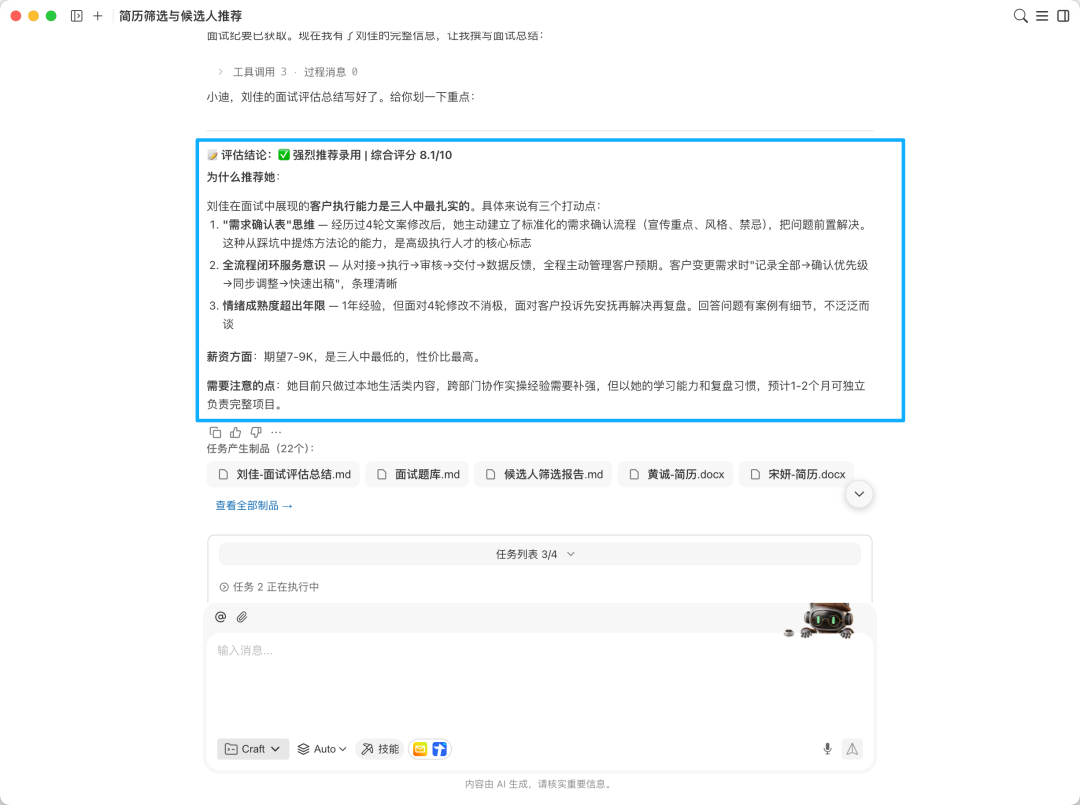 简历筛选与候选人推荐
面试纪要已获取。现在我有了刘佳的完整信息，让我撰写面试总结：
工具调用 3 · 过程消息 0
小迪，刘佳的面试评估总结写好了。给你划一下重点：
📝 评估结论：✅ 强烈推荐录用 | 综合评分 8.1/10
为什么推荐她：
刘佳在面试中展现的客户执行能力是三人中最扎实的。具体来说有三个打动点：
1. "需求确认表"思维 — 经历过4轮文案修改后，她主动建立了标准化的需求确认流程（宣传重点、风格、禁忌），把问题前置解决。
这种从踩坑中提炼方法论的能力，是高级执行人才的核心标志
2. 全流程闭环服务意识 — 从对接→执行→审核→交付→数据反馈，全程主动管理客户预期。客户变更需求时"记录全部→确认优先级
→同步调整→快速出稿"，条理清晰
3. 情绪成熟度超出年限 — 1年经验，但面对4轮修改不消极，面对客户投诉先安抚再解决再复盘。回答问题有案例有细节，不泛泛而
谈
薪资方面：期望7-9K，是三人中最低的，性价比最高。
需要注意的点：她目前只做过本地生活类内容，跨部门协作实操经验需要补强，但以她的学习能力和复盘习惯，预计1-2个月可独立
负责完整项目。
任务产生制品（22个）：
刘佳-面试评估总结.md
面试题库.md
候选人筛选报告.md
黄诚-简历.docx
宋妍-简历.docx
查看全部制品 →
任务列表 3/4
任务 2 正在执行中
输入消息...
Craft
Auto
技能
内容由 AI 生成，请核实重要信息。